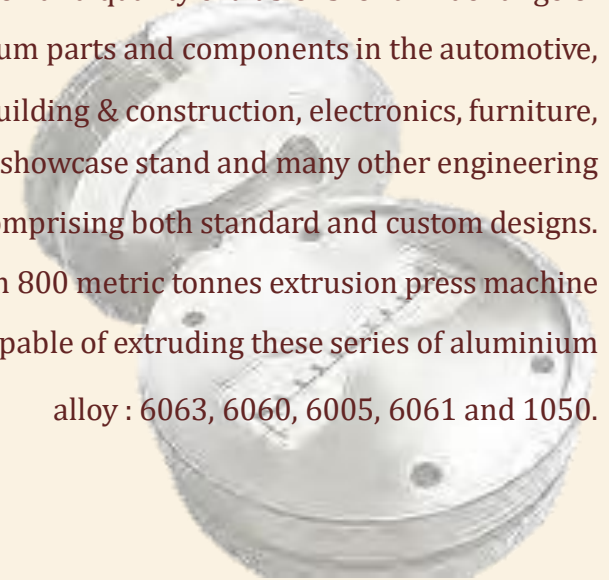 um parts and components in the automotive,
uilding & construction, electronics, furniture,
showcase stand and many other engineering
omprising both standard and custom designs.
n 800 metric tonnes extrusion press machine
pable of extruding these series of aluminium
alloy : 6063, 6060, 6005, 6061 and 1050.